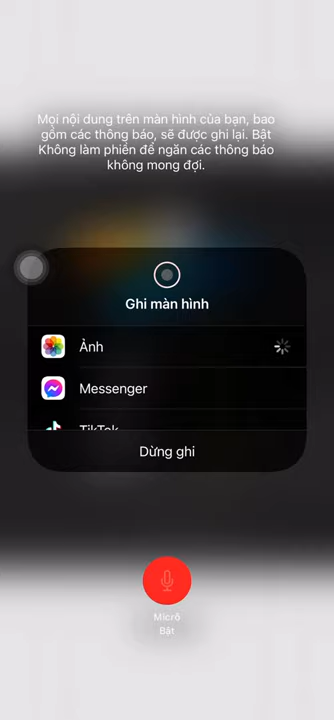 Mọi nội dung trên màn hình của bạn, bao
gồm các thông báo, sẽ được ghi lại. Bật
Không làm phiền để ngăn các thông báo
không mong đợi.
Ghi màn hình
Ảnh
Messenger
TikTok
Dừng ghi
Micrô
Bật